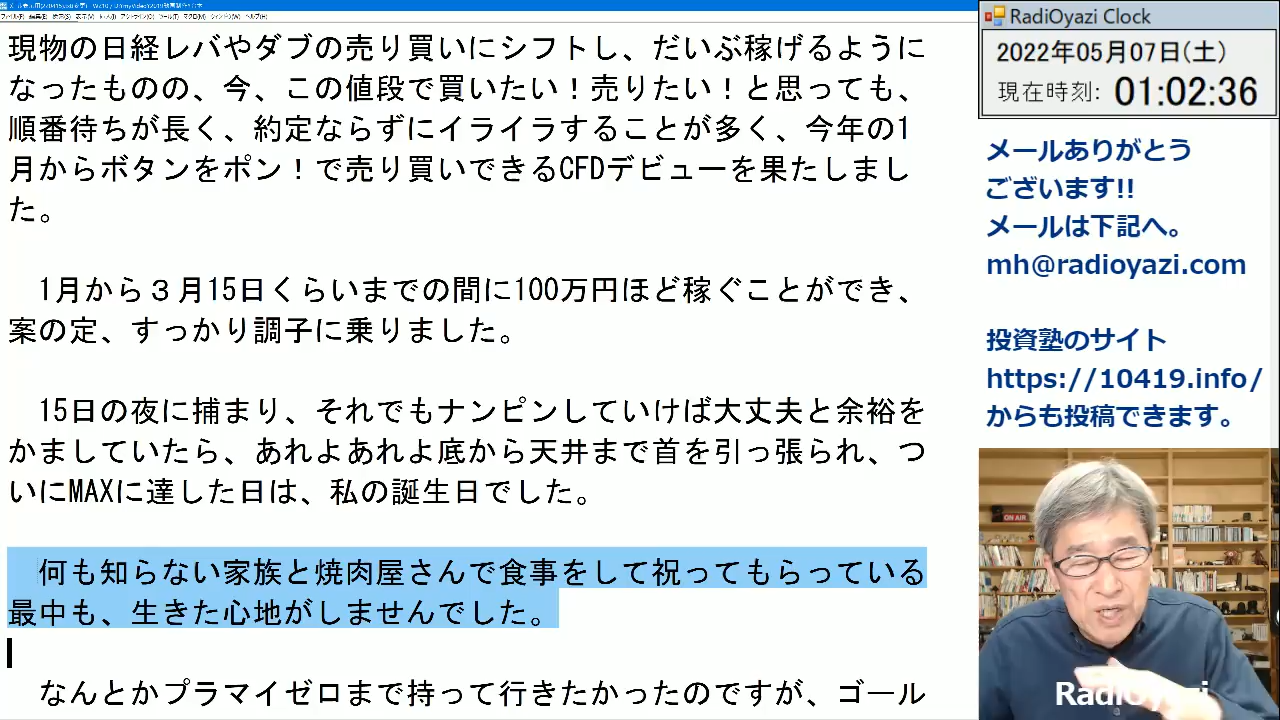 現物の日経レバやダブの売り買いにシフトし、だいぶ稼げるように
なったものの、今、この値段で買いたい！売りたい！と思っても、
順番待ちが長く、約定ならずにイライラすることが多く、今年の1
月からボタンをポン！で売り買いできるCFDデビューを果たしまし
た。
1月から３月15日くらいまでの間に100万円ほど稼ぐことができ、
案の定、すっかり調子に乗りました。
15日の夜に捕まり、それでもナンピンしていけば大丈夫と余裕を
かましていたら、あれよあれよ底から天井まで首を引っ張られ、つ
いにMAXに達した日は、私の誕生日でした。
何も知らない家族と焼肉屋さんで食事をして祝ってもらっている
最中も、生きた心地がしませんでした。
なんとかプラマイゼロまで持って行きたかったのですが、ゴール
RadiOyazi Clock
2022年05月07日(土)
現在時刻: 01:02:36
メールありがとう
ございます!!
メールは下記へ。
mh@radioyazi.com
投資塾のサイト
https://10419.info/
からも投稿できます。
ON AIR
RadiOyazi